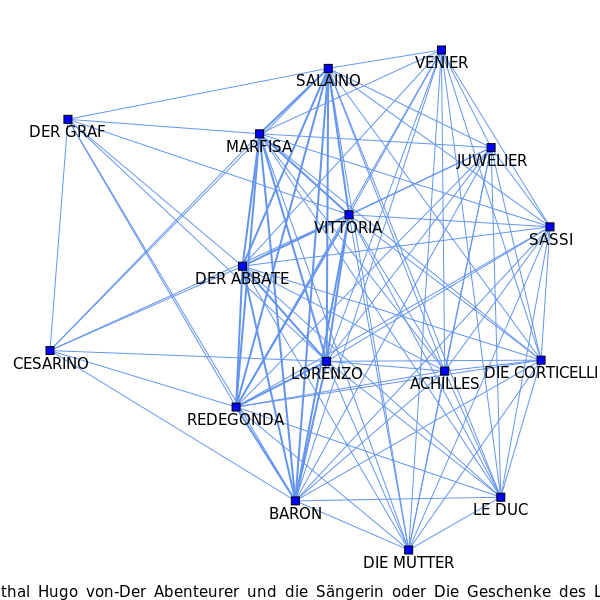 VENIER
SALAINO
DER GRAF
MARFISA
JUWELIER
VITTORIA
SASSI
DER ABBATE
CESARINO
LORENZO
ACHILLES
DIE CORTICELLI
REDEGONDA
BARON
LE DUC
DIE MUTTER
thal Hugo von-Der Abenteurer und die Sängerin oder Die Geschenke des L